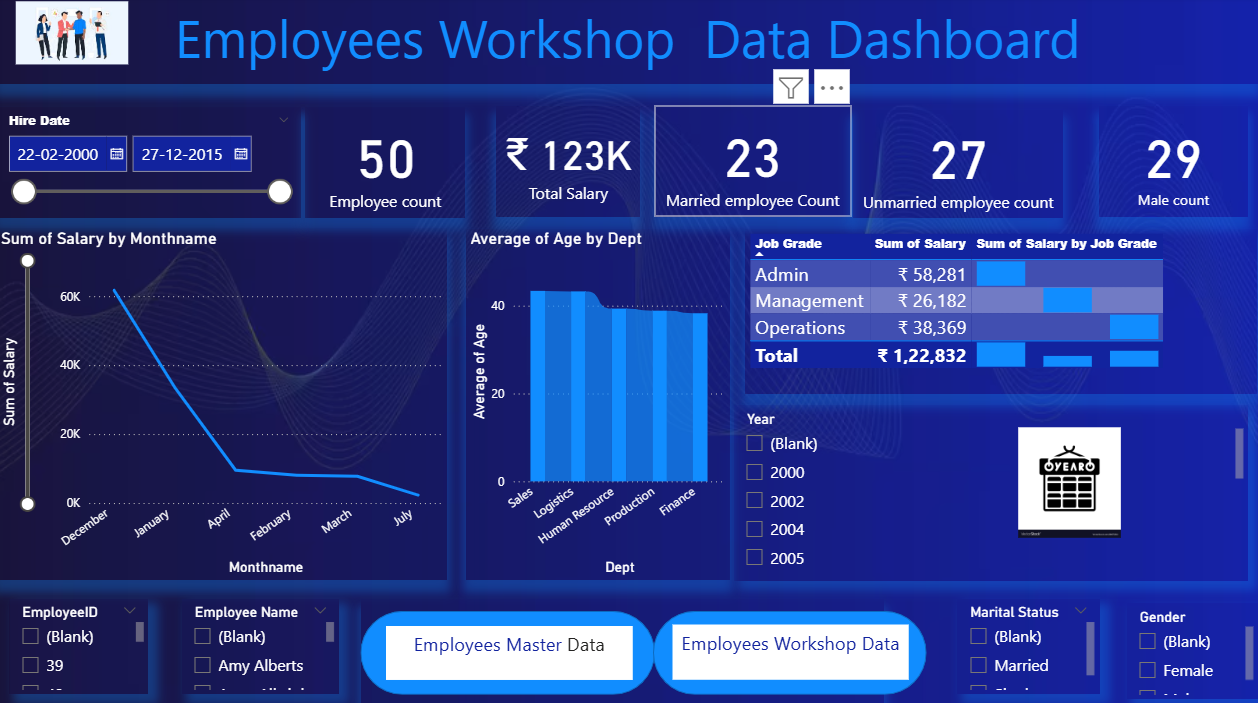 Employees Workshop Data Dashboard
Hire Date
22-02-2000
27-12-2015
50
Employee count
₹ 123K
Total Salary
23
Married employee Count
27
Unmarried employee count
29
Male count
Sum of Salary by Monthname
Sum of Salary
60K
40K
20K
0K
December
January
April
February
March
July
Monthname
Average of Age by Dept
Average of Age
40
20
0
Sales
Logistics
Human Resource
Production
Finance
Dept
Job Grade Sum of Salary Sum of Salary by Job Grade
Admin ₹ 58,281
Management ₹ 26,182
Operations ₹ 38,369
Total ₹ 1,22,832
Year
(Blank)
2000
2002
2004
2005
YEAR
EmployeeID
(Blank)
39
Employee Name
(Blank)
Amy Alberts
Employees Master Data
Employees Workshop Data
Marital Status
(Blank)
Married
Gender
(Blank)
Female